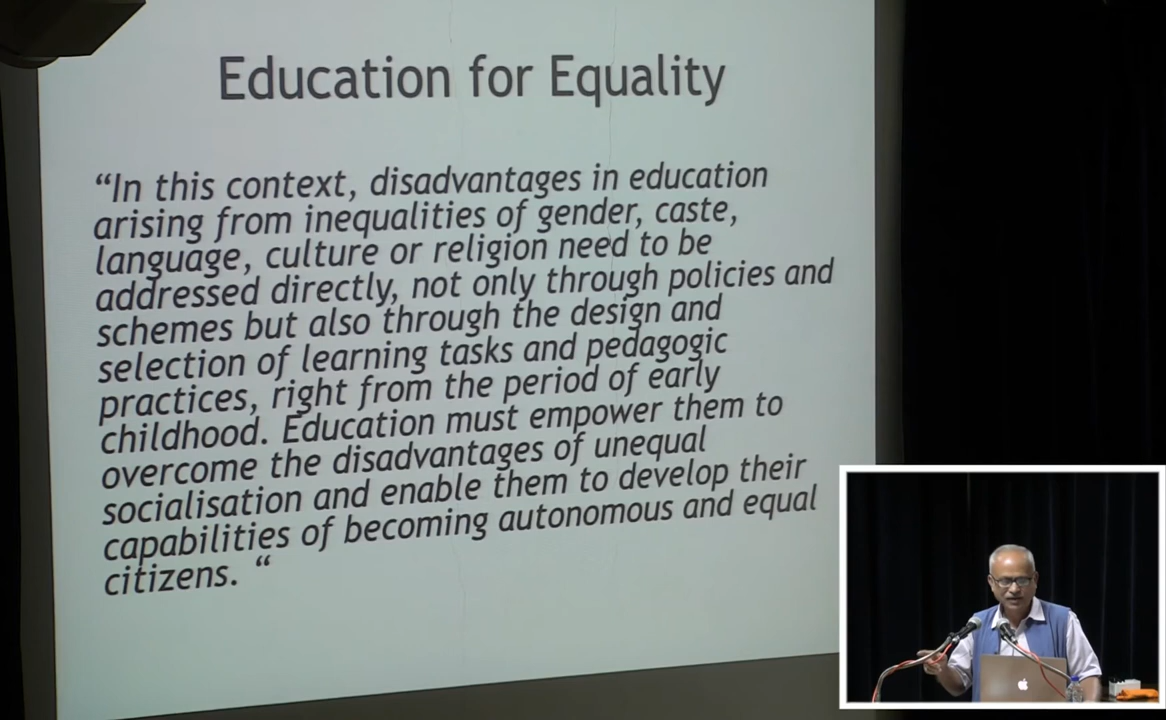 Education for Equality
“In this context, disadvantages in education
arising from inequalities of gender, caste,
language, culture or religion need to be
addressed directly, not only through policies and
schemes but also through the design and
selection of learning tasks and pedagogic
practices, right from the period of early
childhood. Education must empower them to
overcome the disadvantages of unequal
socialisation and enable them to develop their
capabilities of becoming autonomous and equal
citizens. “